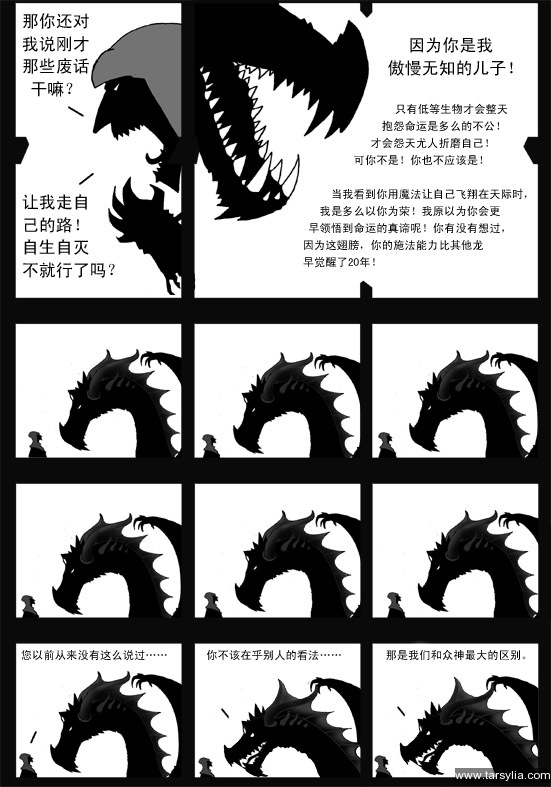 那你还对
我说刚才
那些废话
干嘛?
让我走自
己的路！
自生自灭
不就行了吗？
因为你是我
傲慢无知的儿子！
只有低等生物才会整天
抱怨命运是多么的不公！
才会怨天尤人折磨自己！
可你不是！你也不应该是！
当我看到你用魔法让自己飞翔在天际时，
我是多么以你为荣！我原以为你会更
早领悟到命运的真谛呢！你有没有想过，
因为这翅膀，你的施法能力比其他龙
早觉醒了20年！
您以前从来没有这么说过……
你不该在乎别人的看法……
那是我们和众神最大的区别。
www.tarsylia.com